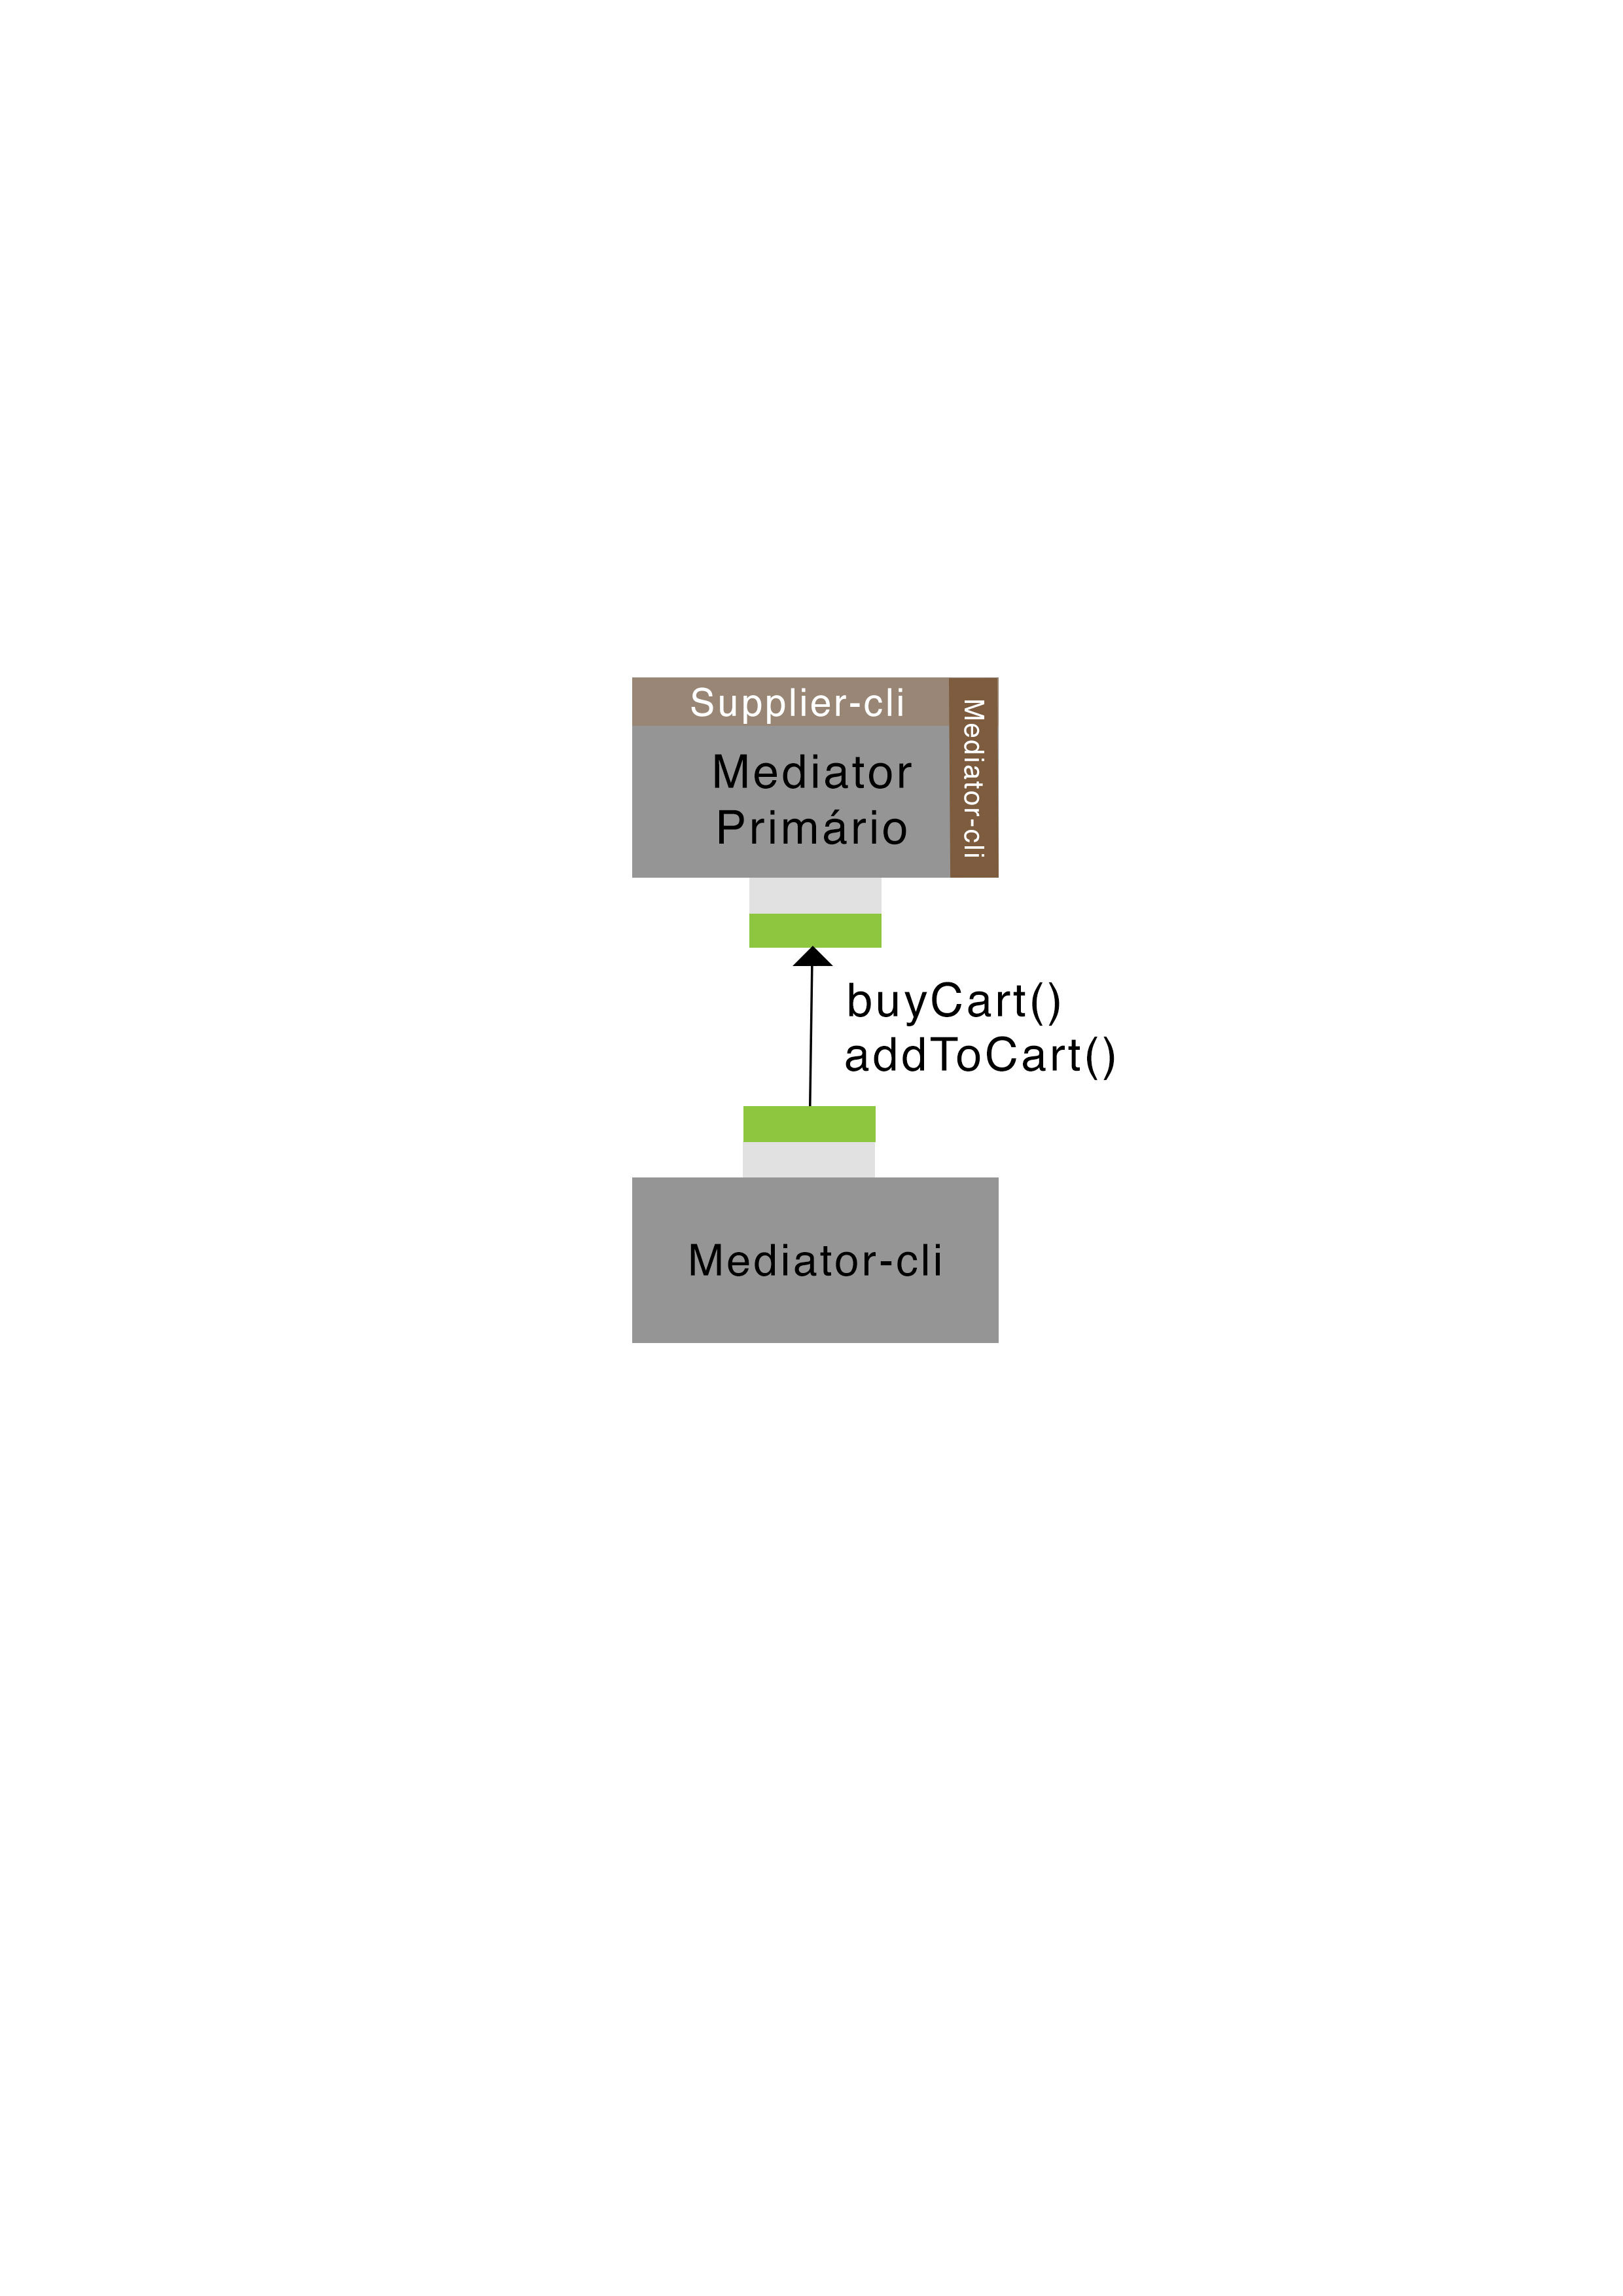 Supplier-cli
Mediator
Primário
Mediator-cli
buyCart()
addToCart()
Mediator-cli